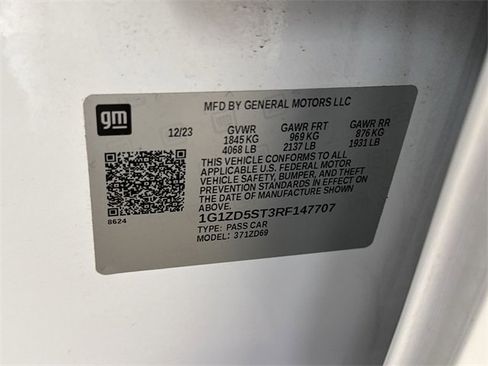 gm
MFD BY GENERAL MOTORS LLC
12/23 GVWR GAWR FRT GAWR RR
1845 KG 969 KG 876 KG
4068 LB 2137 LB 1931 LB
THIS VEHICLE CONFORMS TO ALL
APPLICABLE U.S. FEDERAL MOTOR
VEHICLE SAFETY, BUMPER, AND THEFT
PREVENTION STANDARDS IN EFFECT ON
THE DATE OF MANUFACTURE SHOWN
ABOVE.
1G1ZD5ST3RF147707
TYPE: PASS CAR
MODEL: 371ZD69
8624